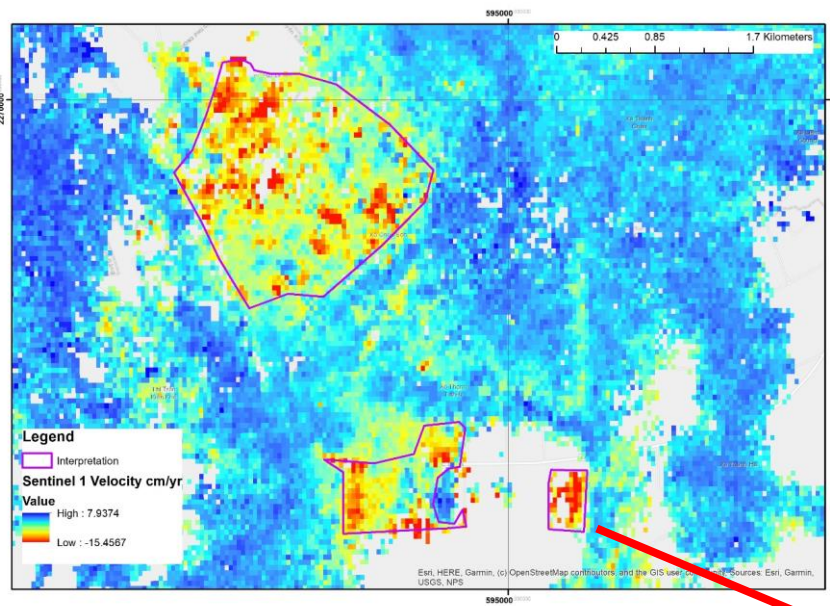 595000
0 0.425 0.85 1.7 Kilometers
Legend
Interpretation
Sentinel 1 Velocity cm/yr
Value
High : 7.9374
Low : -15.4567
Esri, HERE, Garmin, (c) OpenStreetMap contributors, and the GIS user community, Sources: Esri, Garmin,
USGS, NPS
595000